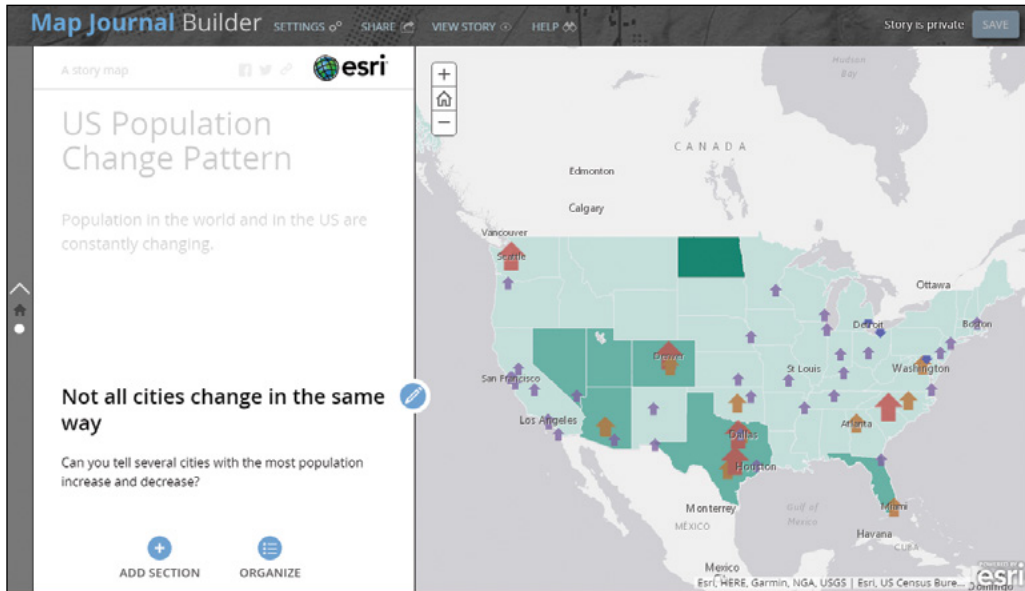 Map Journal Builder SETTINGS SHARE VIEW STORY HELP Story is private SAVE
A story map esri
US Population
Change Pattern
Population in the world and in the US are
constantly changing.
Not all cities change in the same
way
Can you tell several cities with the most population
increase and decrease?
ADD SECTION ORGANIZE
Hudson
Bay
CANADA
Edmonton
Calgary
Vancouver
Seattle
Ottawa
Detroit
Boston
Denver
St Louis
Washington
San Francisco
Los Angeles
Atlanta
Dallas
Houston
Miami
Monterrey
Gulf of
Mexico
MÉXICO
Havana
CUBA
Mexico
Esri, HERE, Garmin, NGA, USGS | Esri, US Census Bure...
POWERED BY
esri